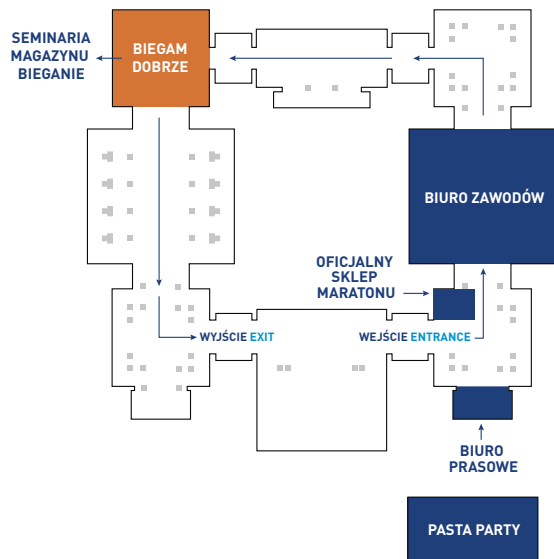 SEMINARIA
MAGAZYNU
BIEGANIE
BIEGAM
DOBRZE
BIURO ZAWODÓW
OFICJALNY
SKLEP
MARATONU
WYJŚCIE EXIT
WEJŚCIE ENTRANCE
BIURO
PRASOWE
PASTA PARTY